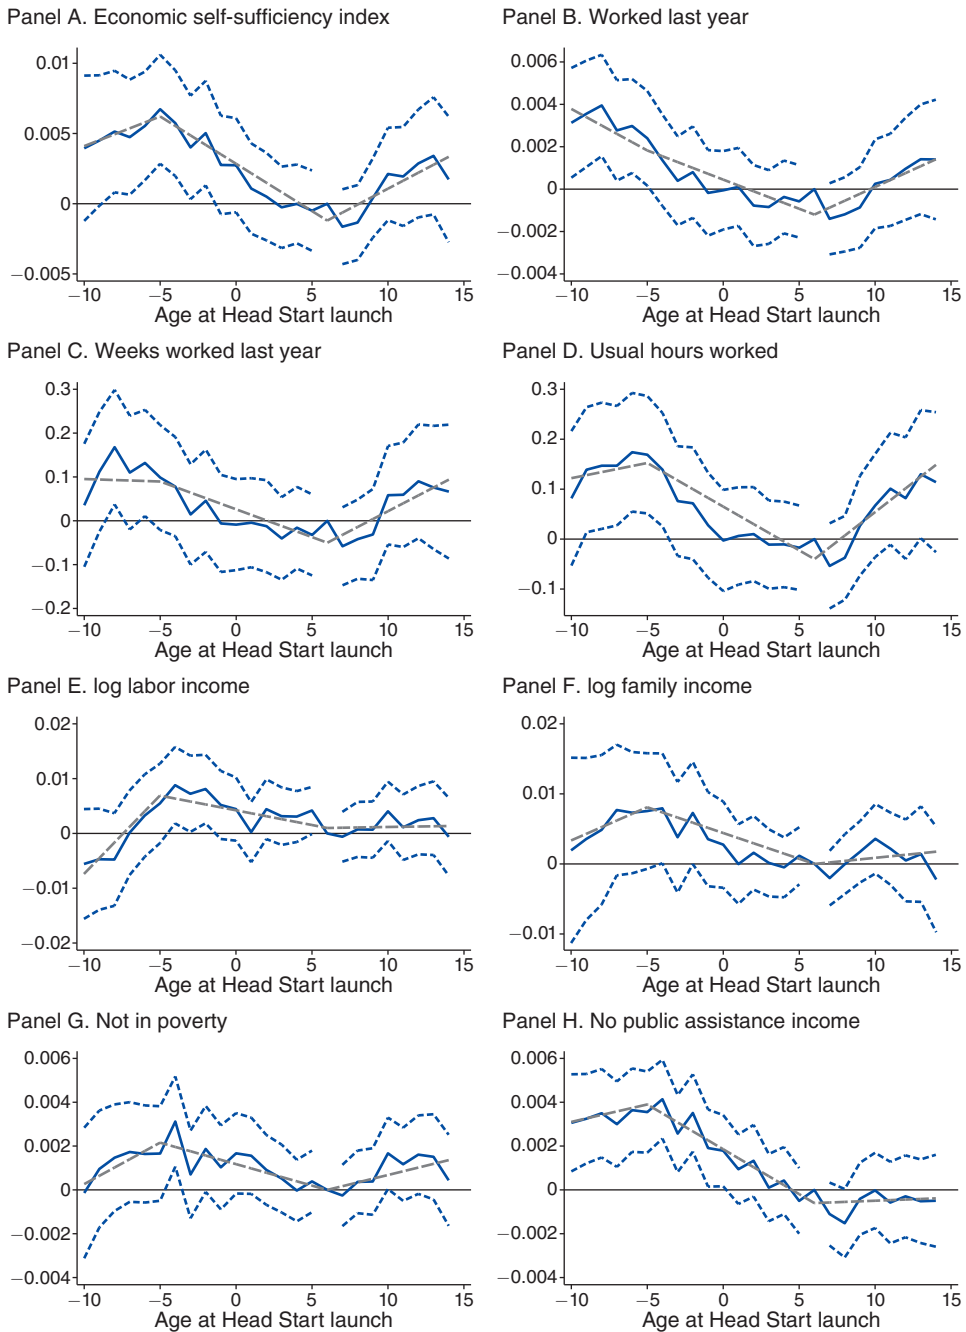 Panel A. Economic self-sufficiency index
0.01
0.005
0
−0.005
−10 −5 0 5 10 15
Age at Head Start launch
Panel B. Worked last year
0.006
0.004
0.002
0
−0.002
−0.004
−10 −5 0 5 10 15
Age at Head Start launch
Panel C. Weeks worked last year
0.3
0.2
0.1
0
−0.1
−0.2
−10 −5 0 5 10 15
Age at Head Start launch
Panel D. Usual hours worked
0.3
0.2
0.1
0
−0.1
−10 −5 0 5 10 15
Age at Head Start launch
Panel E. log labor income
0.02
0.01
0
−0.01
−0.02
−10 −5 0 5 10 15
Age at Head Start launch
Panel F. log family income
0.02
0.01
0
−0.01
−10 −5 0 5 10 15
Age at Head Start launch
Panel G. Not in poverty
0.006
0.004
0.002
0
−0.002
−0.004
−10 −5 0 5 10 15
Age at Head Start launch
Panel H. No public assistance income
0.006
0.004
0.002
0
−0.002
−0.004
−10 −5 0 5 10 15
Age at Head Start launch